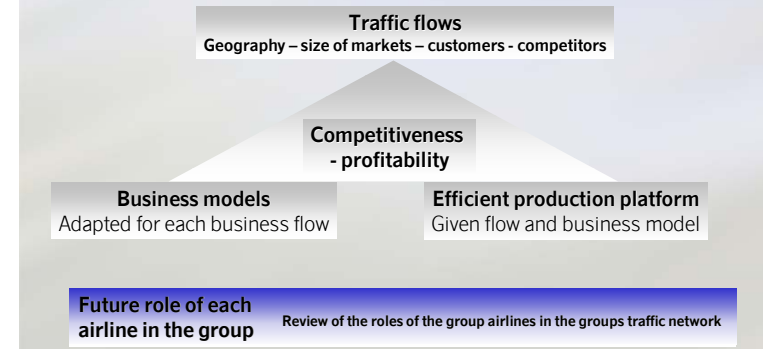 Traffic flows
Geography – size of markets – customers - competitors
Competitiveness
- profitability
Business models
Adapted for each business flow
Efficient production platform
Given flow and business model
Future role of each
airline in the group
Review of the roles of the group airlines in the groups traffic network